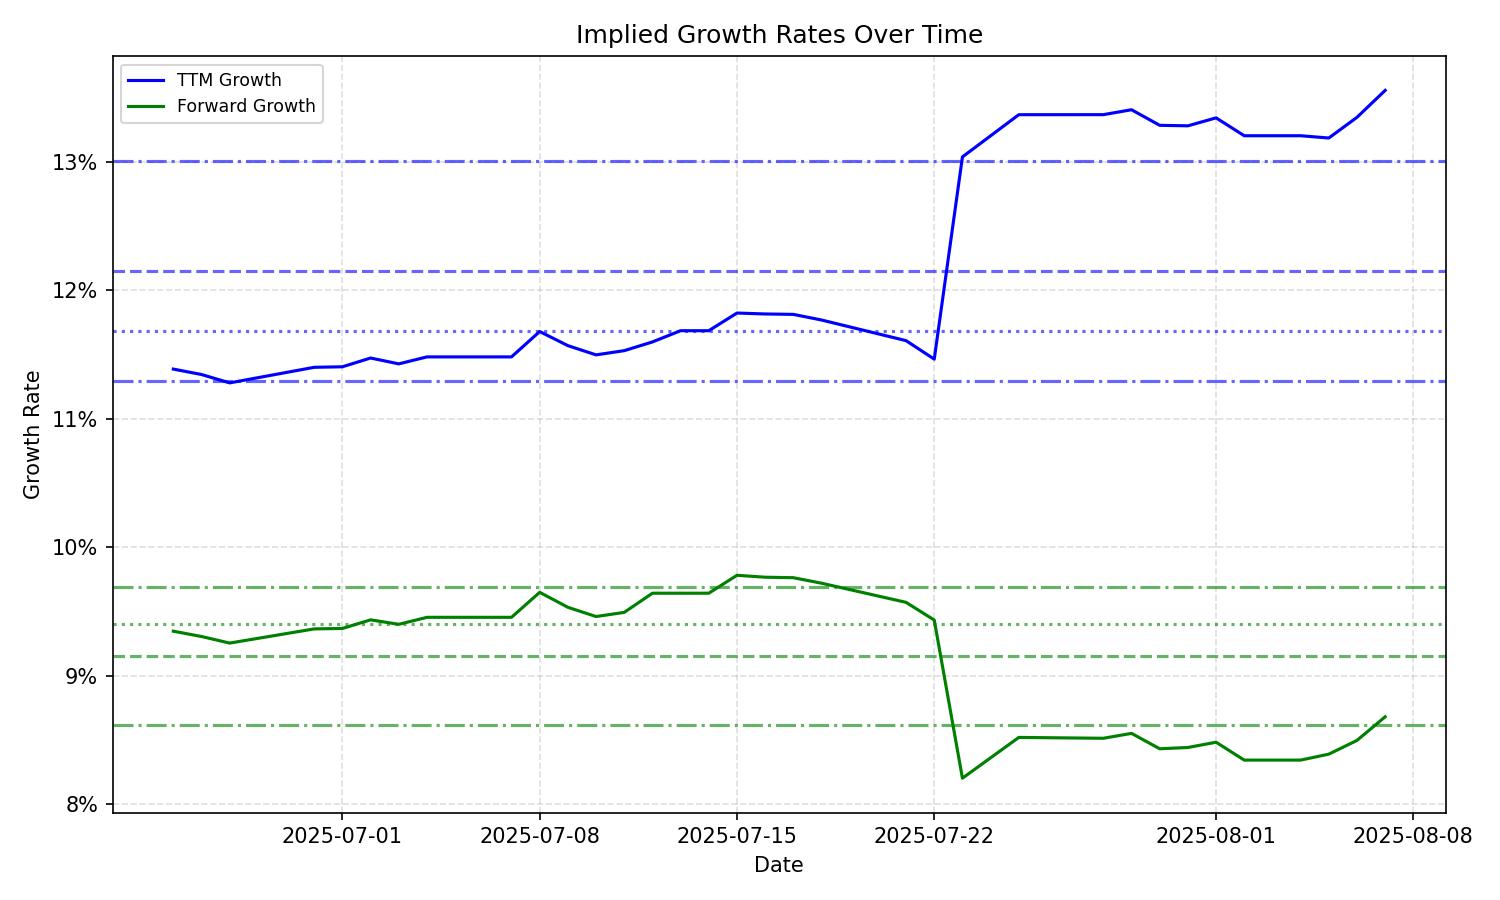 Implied Growth Rates Over Time
TTM Growth
Forward Growth
13%
12%
11%
10%
9%
8%
Growth Rate
2025-07-01
2025-07-08
2025-07-15
2025-07-22
2025-08-01
2025-08-08
Date